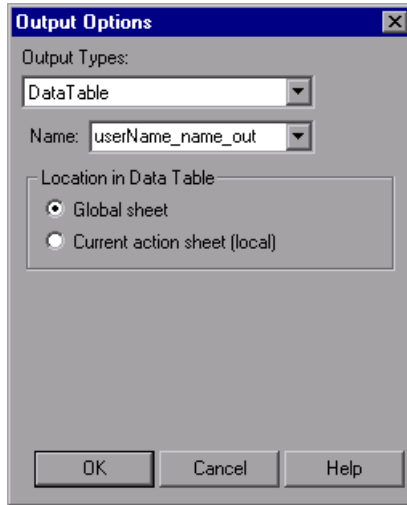 Output Options
Output Types:
DataTable
Name: userName_name_out
Location in Data Table
Global sheet
Current action sheet (local)
OK Cancel Help